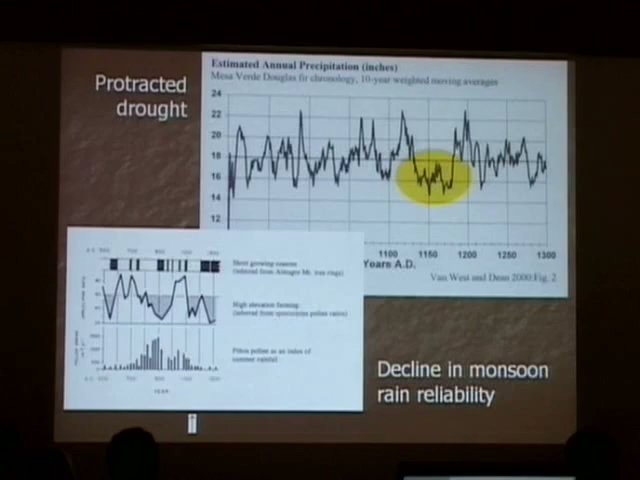 Protracted
drought
Estimated Annual Precipitation (inches)
Mesa Verde Douglas fir chronology, 10-year weighted moving averages
24
22
20
18
16
14
12
1100
1150
1200
1250
1300
Years A.D.
Van West and Dean 2000:Fig. 2
Short growing seasons
High elevation farming
Piñon pollen as an index of
summer rainfall
YEAR
Decline in monsoon
rain reliability